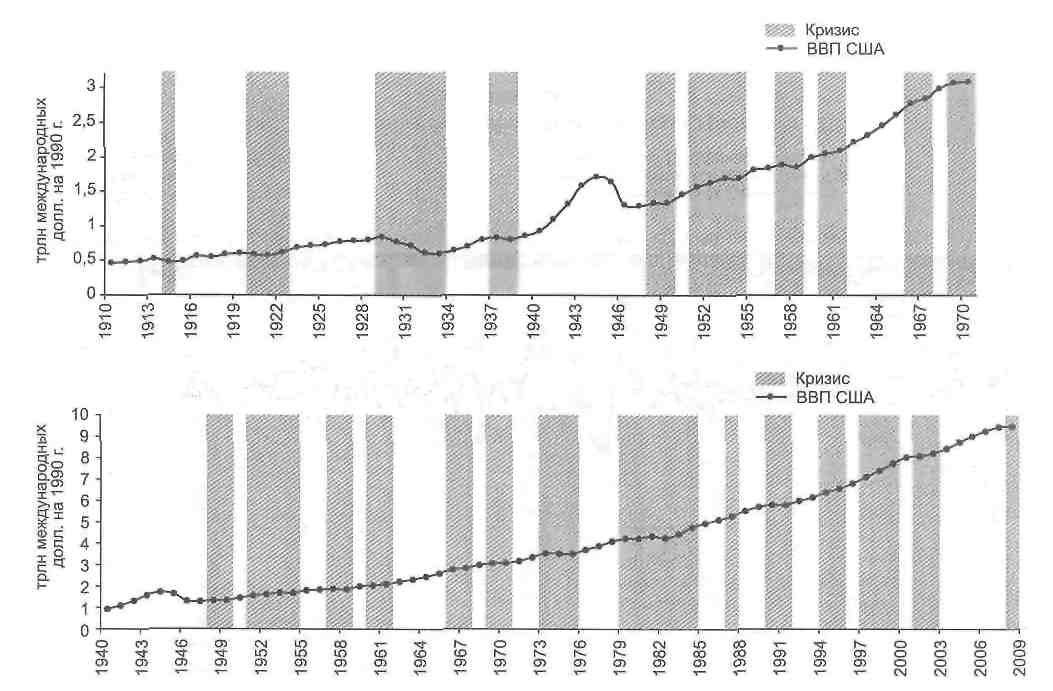 Кризис
ВВП США
трлн международных
долл. на 1990 г.
3
2,5
2
1,5
1
0,5
0
1910 1913 1916 1919 1922 1925 1928 1931 1934 1937 1940 1943 1946 1949 1952 1955 1958 1961 1964 1967 1970
Кризис
ВВП США
трлн международных
долл. на 1990 г.
10
9
8
7
6
5
4
3
2
1
0
1940 1943 1946 1949 1952 1955 1958 1961 1964 1967 1970 1973 1976 1979 1982 1985 1988 1991 1994 1997 2000 2003 2006 2009